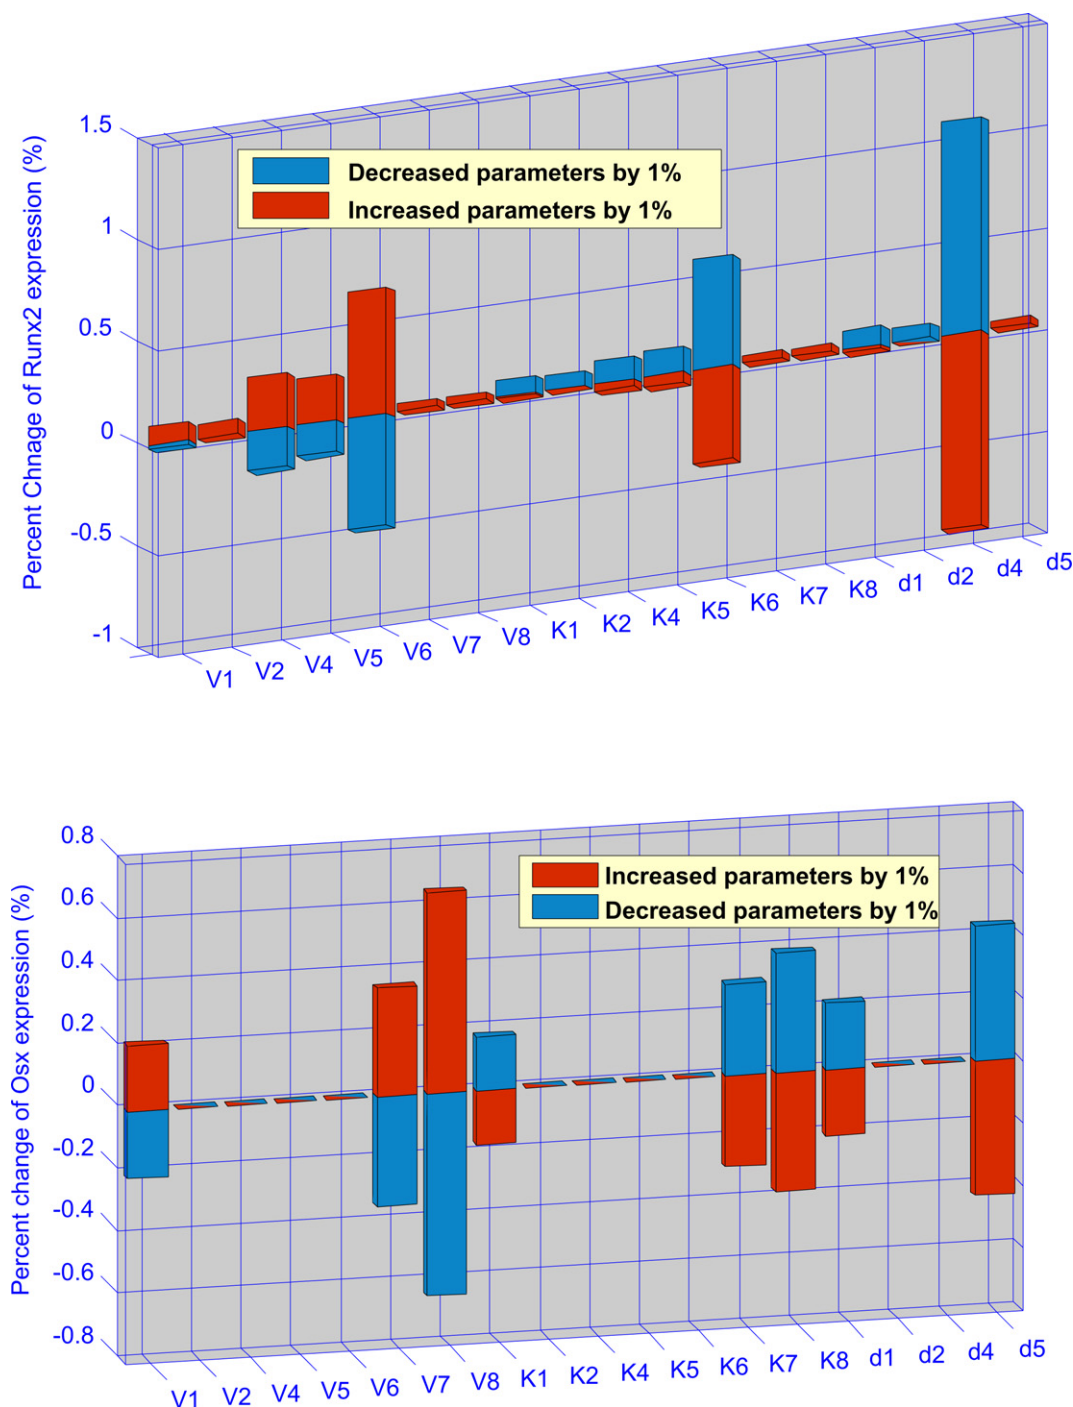 Percent Chnage of Runx2 expression (%)
1.5
1
0.5
0
-0.5
-1
Decreased parameters by 1%
Increased parameters by 1%
V1 V2 V4 V5 V6 V7 V8 K1 K2 K4 K5 K6 K7 K8 d1 d2 d4 d5
Percent change of Osx expression (%)
0.8
0.6
0.4
0.2
0
-0.2
-0.4
-0.6
-0.8
Increased parameters by 1%
Decreased parameters by 1%
V1 V2 V4 V5 V6 V7 V8 K1 K2 K4 K5 K6 K7 K8 d1 d2 d4 d5